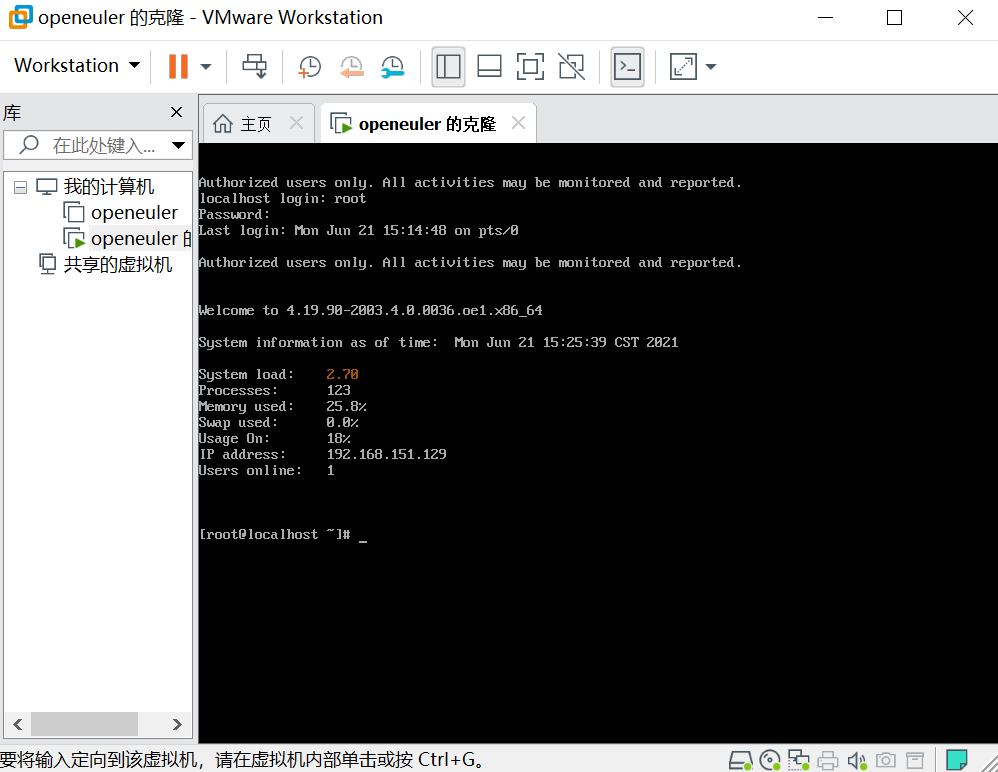 openeuler 的克隆 - VMware Workstation
Workstation
库
主页
openeuler 的克隆
在此处键入...
我的计算机
openeuler
openeuler
共享的虚拟机
Authorized users only. All activities may be monitored and reported.
localhost login: root
Password:
Last login: Mon Jun 21 15:14:48 on pts/0
Authorized users only. All activities may be monitored and reported.
Welcome to 4.19.90-2003.4.0.0036.oe1.x86_64
System information as of time:  Mon Jun 21 15:25:39 CST 2021
System load:    2.70
Processes:      123
Memory used:    25.8%
Swap used:      0.0%
Usage On:       18%
IP address:     192.168.151.129
Users online:   1
[root@localhost ~]# _
要将输入定向到该虚拟机，请在虚拟机内部单击或按 Ctrl+G。